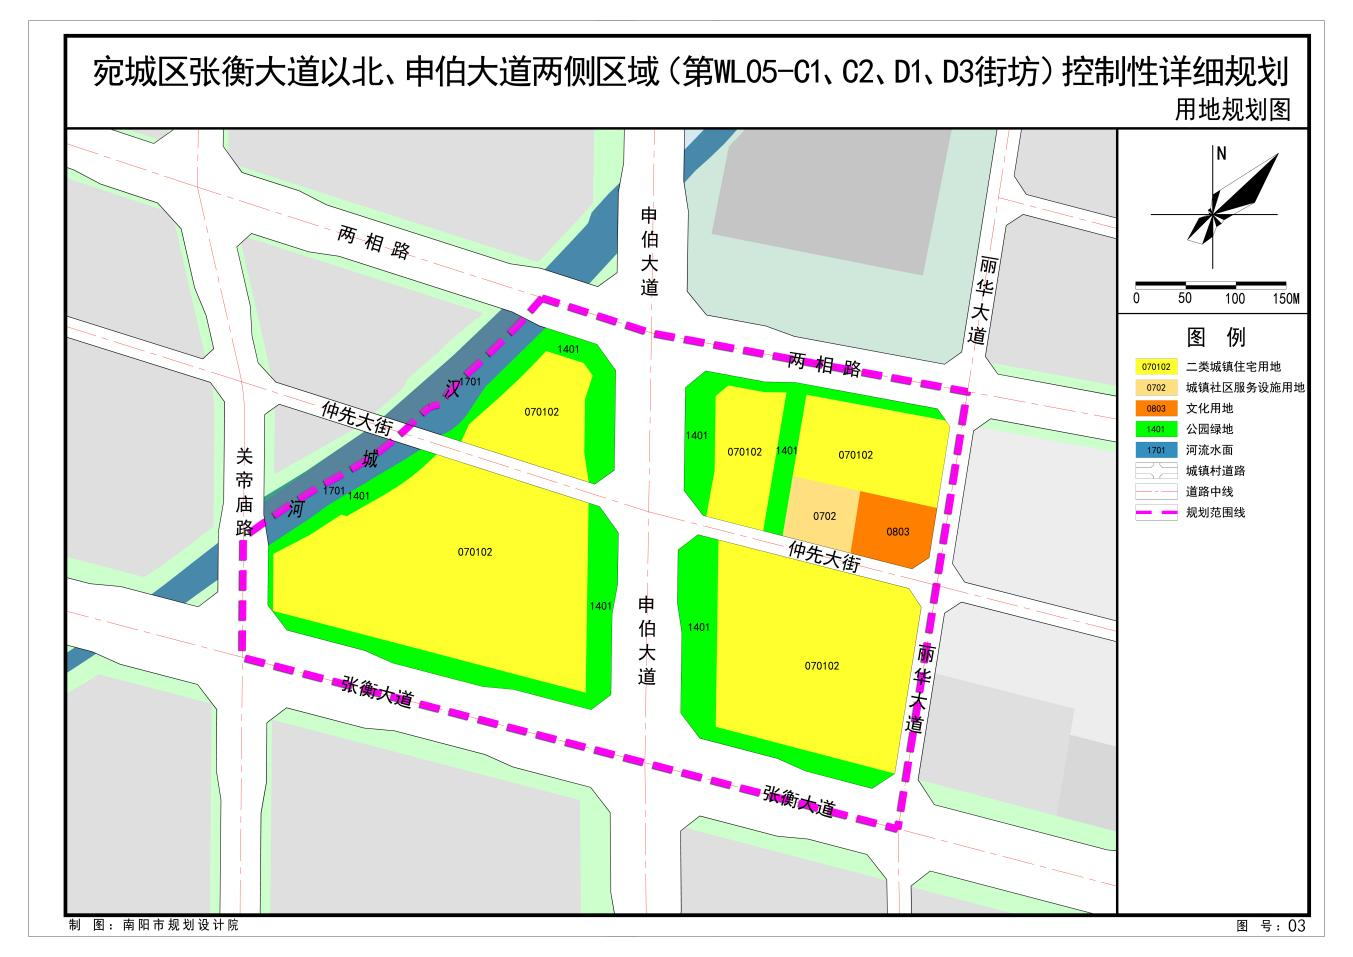 宛城区张衡大道以北、申伯大道两侧区域（第WL05-C1、C2、D1、D3街坊）控制性详细规划
用地规划图
N
0 50 100 150M
图 例
070102 二类城镇住宅用地
0702 城镇社区服务设施用地
0803 文化用地
1401 公园绿地
1701 河流水面
城镇村道路
道路中线
规划范围线
两相路
申伯大道
丽华大道
两相路
1401
1701
汉
070102
仲先大街
1401
070102
1401
070102
关帝庙路
城
1701
1401
河
0702
0803
070102
仲先大街
1401
申伯大道
1401
070102
丽华大道
张衡大道
张衡大道
制 图：南阳市规划设计院
图 号：03